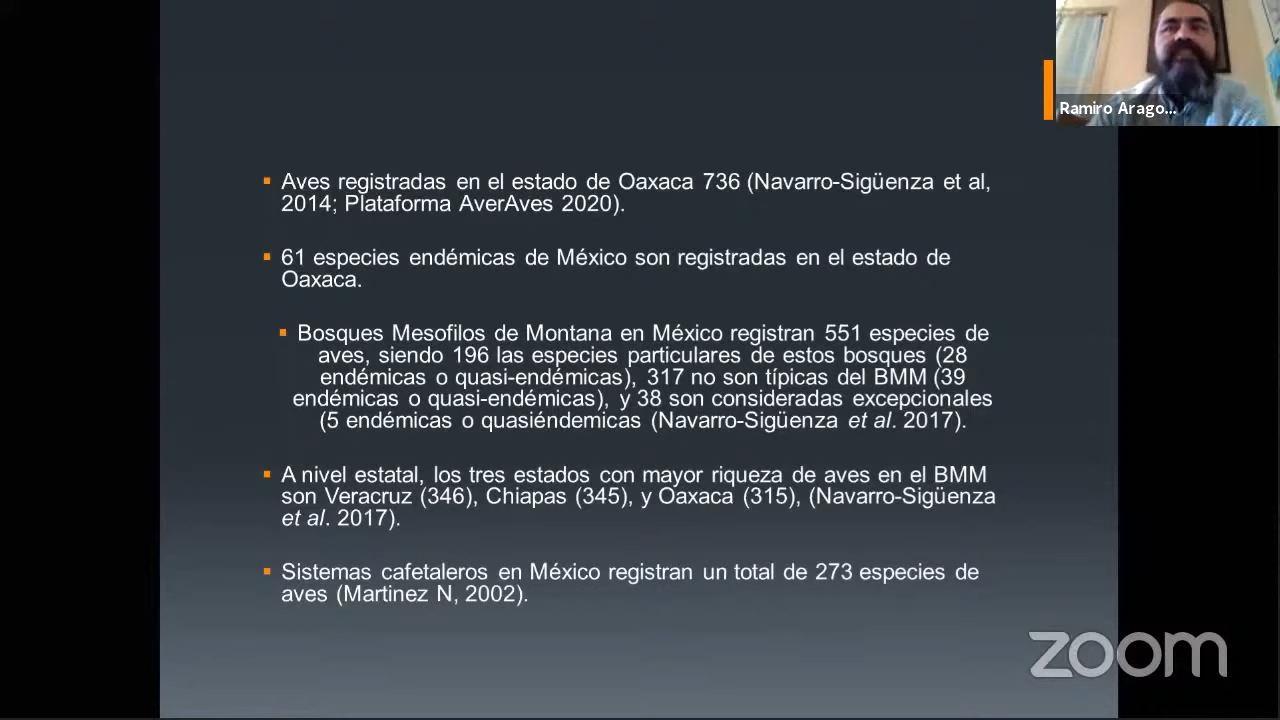 Ramiro Arago...
▪ Aves registradas en el estado de Oaxaca 736 (Navarro-Sigüenza et al,
2014; Plataforma AverAves 2020).
▪ 61 especies endémicas de México son registradas en el estado de
Oaxaca.
▪ Bosques Mesofilos de Montana en México registran 551 especies de
aves, siendo 196 las especies particulares de estos bosques (28
endémicas o quasi-endémicas), 317 no son típicas del BMM (39
endémicas o quasi-endémicas), y 38 son consideradas excepcionales
(5 endémicas o quasiéndemicas (Navarro-Sigüenza et al. 2017).
▪ A nivel estatal, los tres estados con mayor riqueza de aves en el BMM
son Veracruz (346), Chiapas (345), y Oaxaca (315), (Navarro-Sigüenza
et al. 2017).
▪ Sistemas cafetaleros en México registran un total de 273 especies de
aves (Martinez N, 2002).
zoom